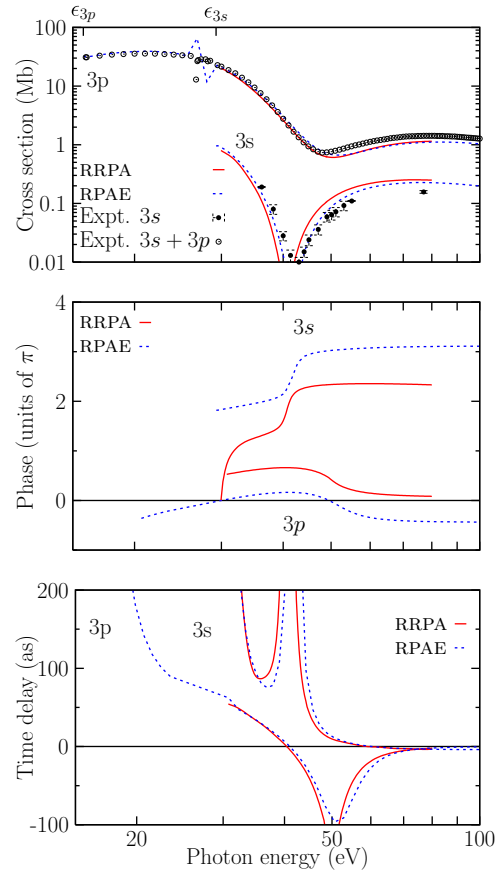 ϵ3p ϵ3s
100
10
1
0.1
0.01
Cross section (Mb)
3p
3s
RRPA
RPAE
Expt. 3s
Expt. 3s + 3p
4
2
0
Phase (units of π)
RRPA
RPAE
3s
3p
200
100
0
-100
Time delay (as)
3p
3s
RRPA
RPAE
20 50 100
Photon energy (eV)